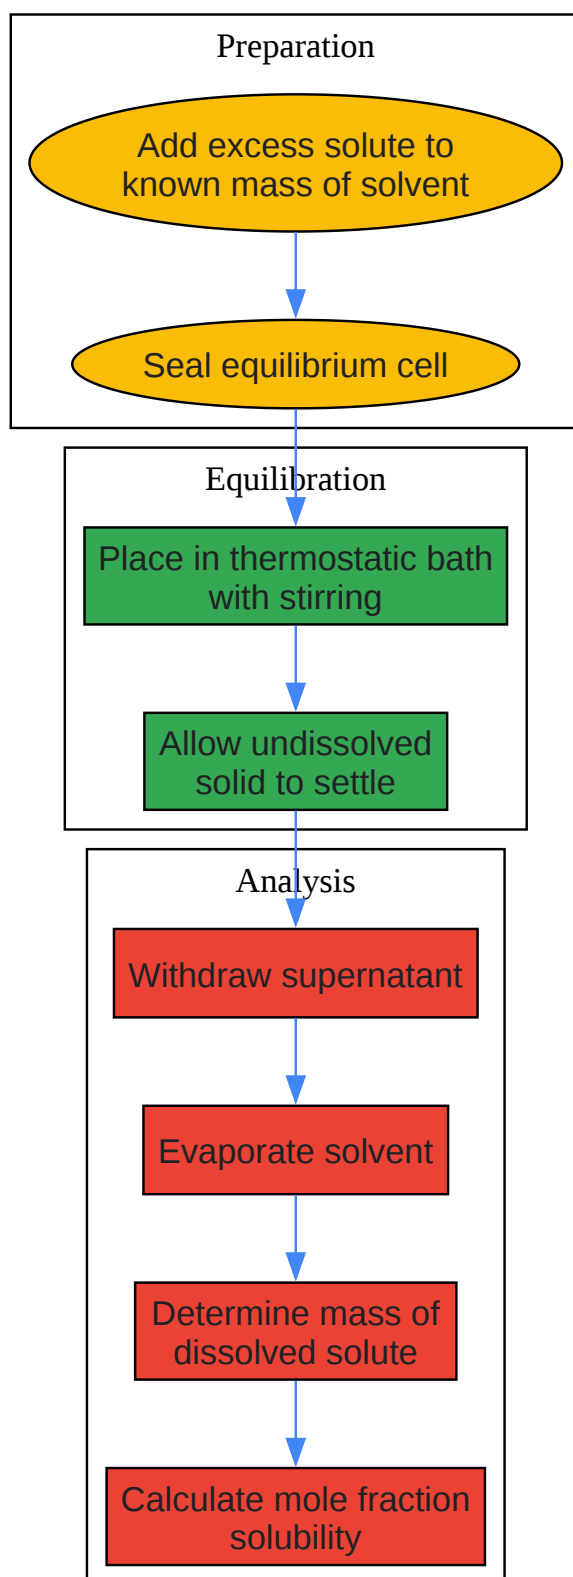 Preparation
Add excess solute to
known mass of solvent
Seal equilibrium cell
Equilibration
Place in thermostatic bath
with stirring
Allow undissolved
solid to settle
Analysis
Withdraw supernatant
Evaporate solvent
Determine mass of
dissolved solute
Calculate mole fraction
solubility